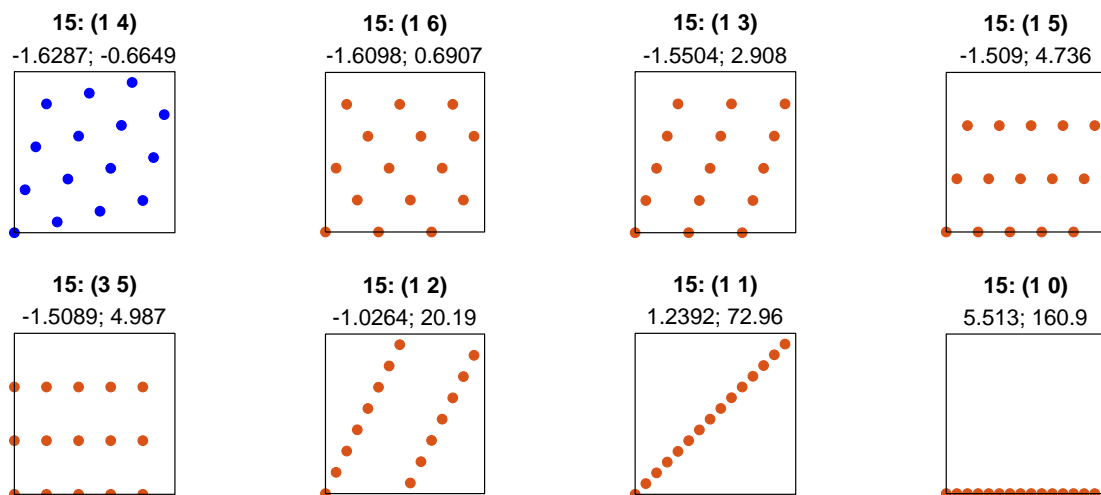 15: (1 4)
-1.6287; -0.6649
15: (1 6)
-1.6098; 0.6907
15: (1 3)
-1.5504; 2.908
15: (1 5)
-1.509; 4.736
15: (3 5)
-1.5089; 4.987
15: (1 2)
-1.0264; 20.19
15: (1 1)
1.2392; 72.96
15: (1 0)
5.513; 160.9